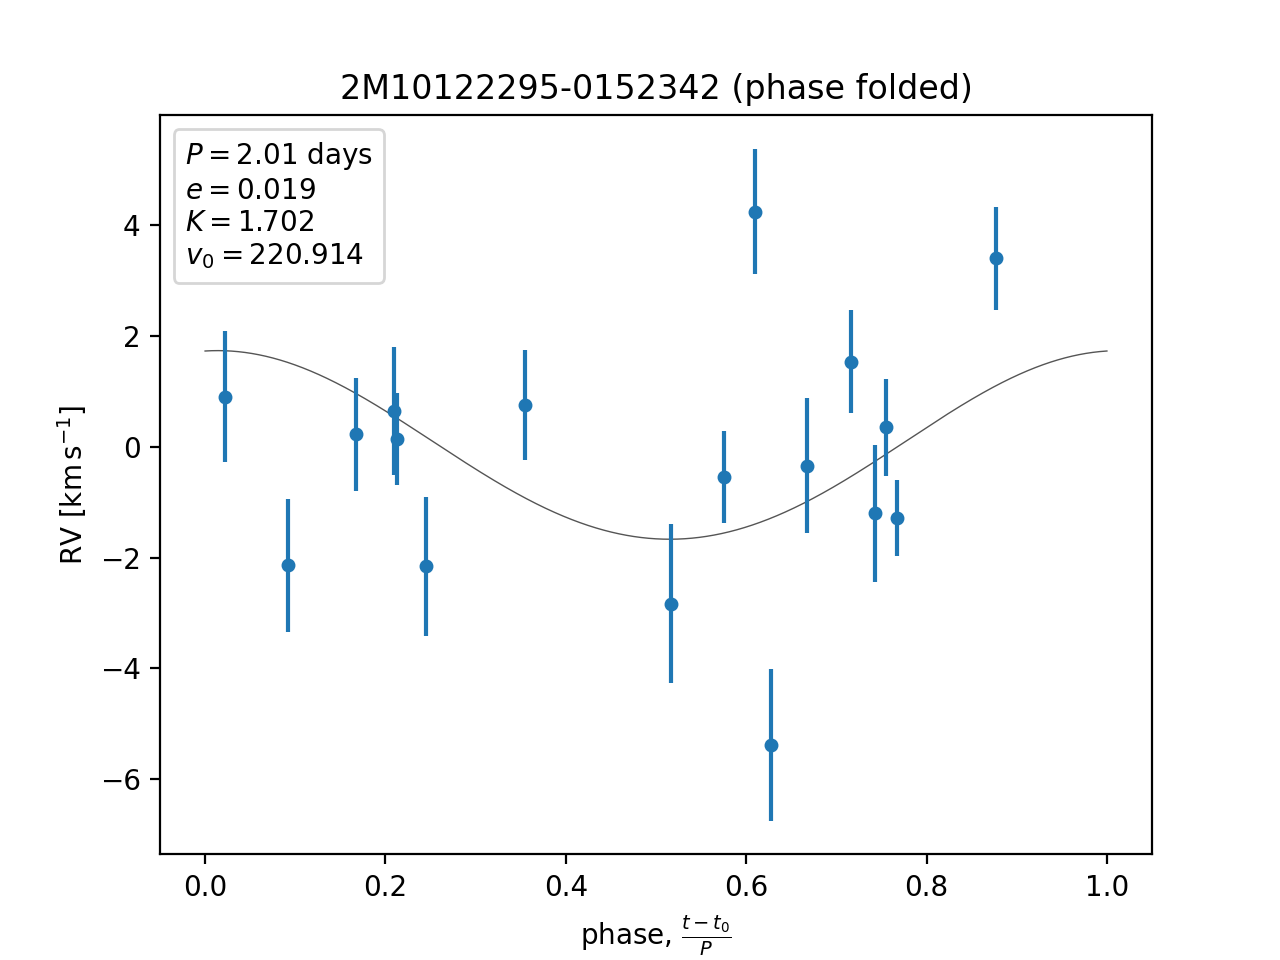 2M10122295-0152342 (phase folded)
P = 2.01 days
e = 0.019
K = 1.702
v₀ = 220.914
4
2
0
−2
−4
−6
RV [km s⁻¹]
0.0 0.2 0.4 0.6 0.8 1.0
phase, (t − t₀)/P